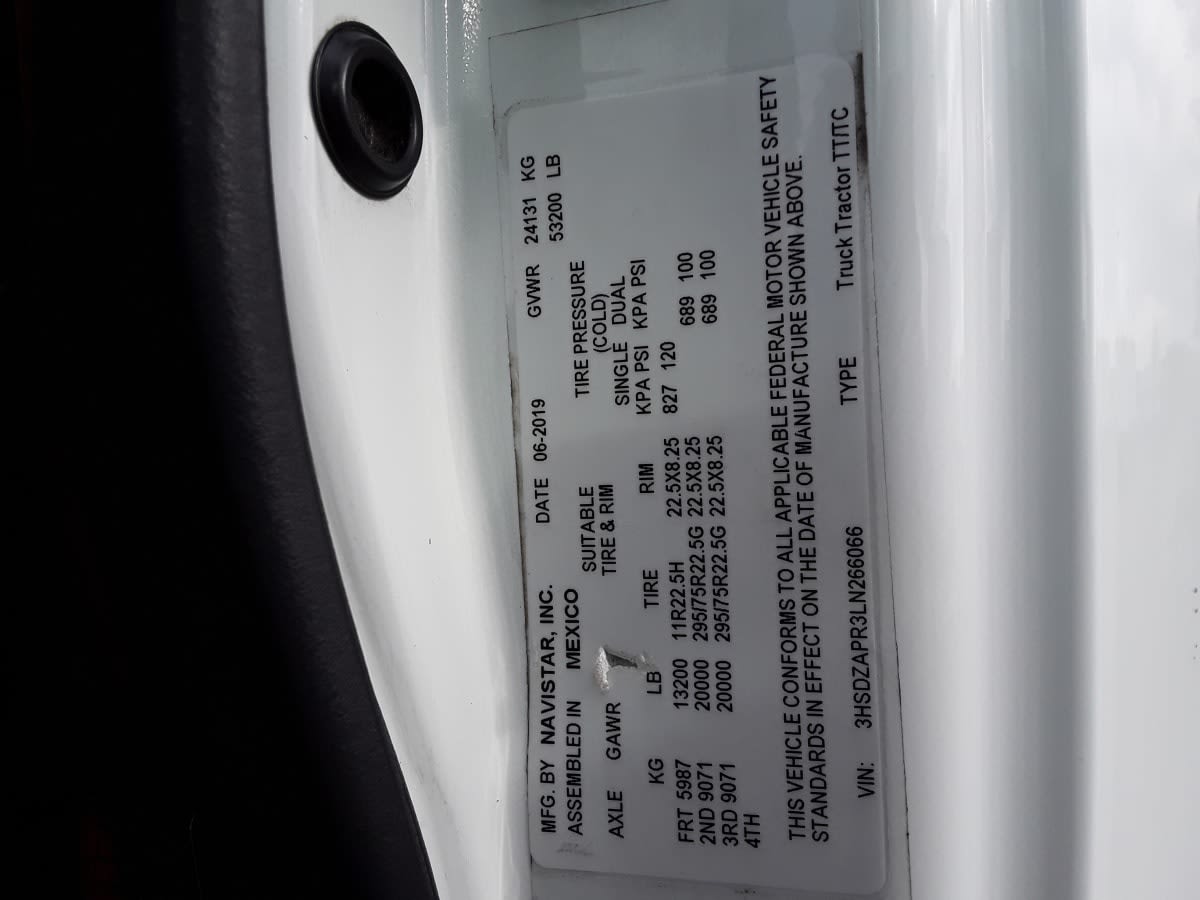 MFG. BY NAVISTAR, INC. DATE 06-2019 GVWR 24131 KG
ASSEMBLED IN MEXICO 53200 LB
SUITABLE TIRE PRESSURE
AXLE GAWR TIRE & RIM (COLD)
SINGLE DUAL
KG LB TIRE RIM KPA PSI KPA PSI
FRT 5987 13200 11R22.5H 22.5X8.25 827 120
2ND 9071 20000 295/75R22.5G 22.5X8.25 689 100
3RD 9071 20000 295/75R22.5G 22.5X8.25 689 100
4TH
THIS VEHICLE CONFORMS TO ALL APPLICABLE FEDERAL MOTOR VEHICLE SAFETY
STANDARDS IN EFFECT ON THE DATE OF MANUFACTURE SHOWN ABOVE.
VIN: 3HSDZAPR3LN266066 TYPE Truck Tractor TT/TC